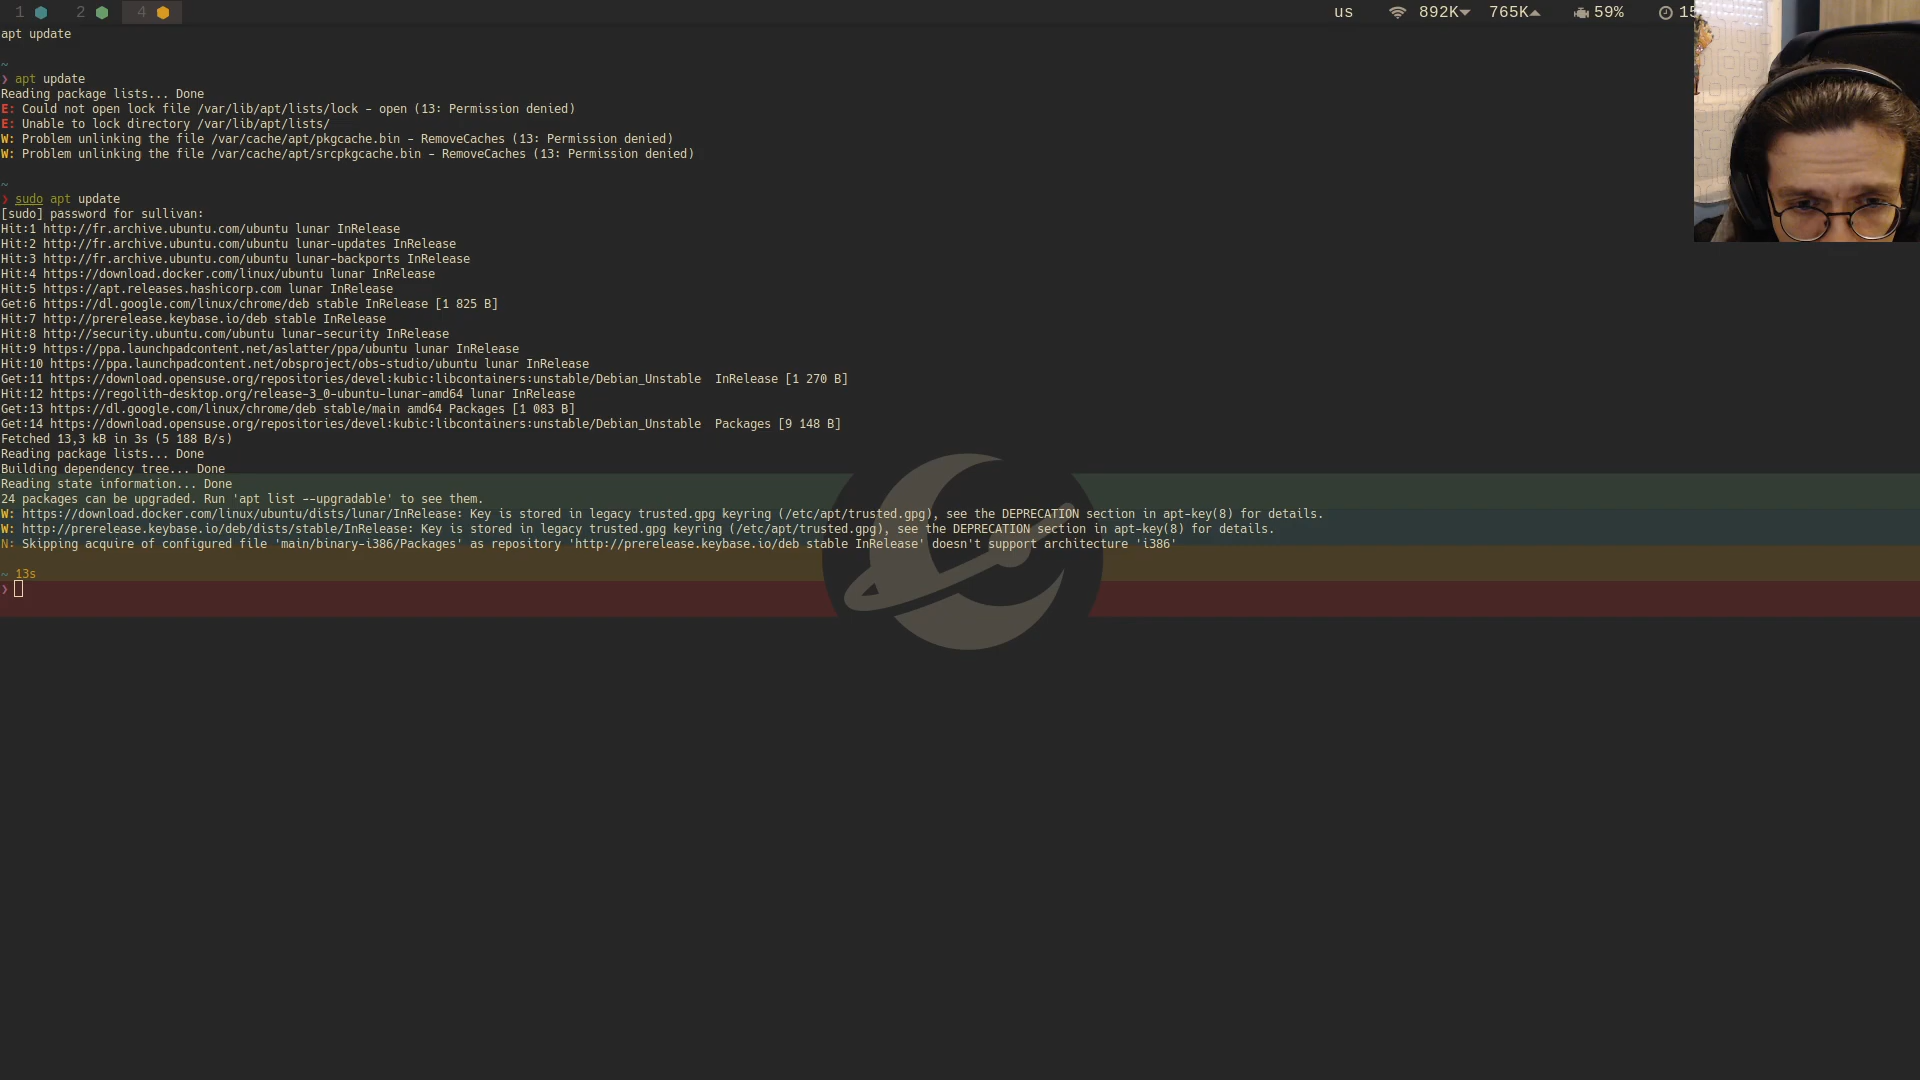 1 2 4 us 892K 765K 59% 15
apt update
~
❯ apt update
Reading package lists... Done
E: Could not open lock file /var/lib/apt/lists/lock - open (13: Permission denied)
E: Unable to lock directory /var/lib/apt/lists/
W: Problem unlinking the file /var/cache/apt/pkgcache.bin - RemoveCaches (13: Permission denied)
W: Problem unlinking the file /var/cache/apt/srcpkgcache.bin - RemoveCaches (13: Permission denied)
~
❯ sudo apt update
[sudo] password for sullivan:
Hit:1 http://fr.archive.ubuntu.com/ubuntu lunar InRelease
Hit:2 http://fr.archive.ubuntu.com/ubuntu lunar-updates InRelease
Hit:3 http://fr.archive.ubuntu.com/ubuntu lunar-backports InRelease
Hit:4 https://download.docker.com/linux/ubuntu lunar InRelease
Hit:5 https://apt.releases.hashicorp.com lunar InRelease
Get:6 https://dl.google.com/linux/chrome/deb stable InRelease [1 825 B]
Hit:7 http://prerelease.keybase.io/deb stable InRelease
Hit:8 http://security.ubuntu.com/ubuntu lunar-security InRelease
Hit:9 https://ppa.launchpadcontent.net/aslatter/ppa/ubuntu lunar InRelease
Hit:10 https://ppa.launchpadcontent.net/obsproject/obs-studio/ubuntu lunar InRelease
Get:11 https://download.opensuse.org/repositories/devel:kubic:libcontainers:unstable/Debian_Unstable  InRelease [1 270 B]
Hit:12 https://regolith-desktop.org/release-3_0-ubuntu-lunar-amd64 lunar InRelease
Get:13 https://dl.google.com/linux/chrome/deb stable/main amd64 Packages [1 083 B]
Get:14 https://download.opensuse.org/repositories/devel:kubic:libcontainers:unstable/Debian_Unstable  Packages [9 148 B]
Fetched 13,3 kB in 3s (5 188 B/s)
Reading package lists... Done
Building dependency tree... Done
Reading state information... Done
24 packages can be upgraded. Run 'apt list --upgradable' to see them.
W: https://download.docker.com/linux/ubuntu/dists/lunar/InRelease: Key is stored in legacy trusted.gpg keyring (/etc/apt/trusted.gpg), see the DEPRECATION section in apt-key(8) for details.
W: http://prerelease.keybase.io/deb/dists/stable/InRelease: Key is stored in legacy trusted.gpg keyring (/etc/apt/trusted.gpg), see the DEPRECATION section in apt-key(8) for details.
N: Skipping acquire of configured file 'main/binary-i386/Packages' as repository 'http://prerelease.keybase.io/deb stable InRelease' doesn't support architecture 'i386'
~ 13s
❯